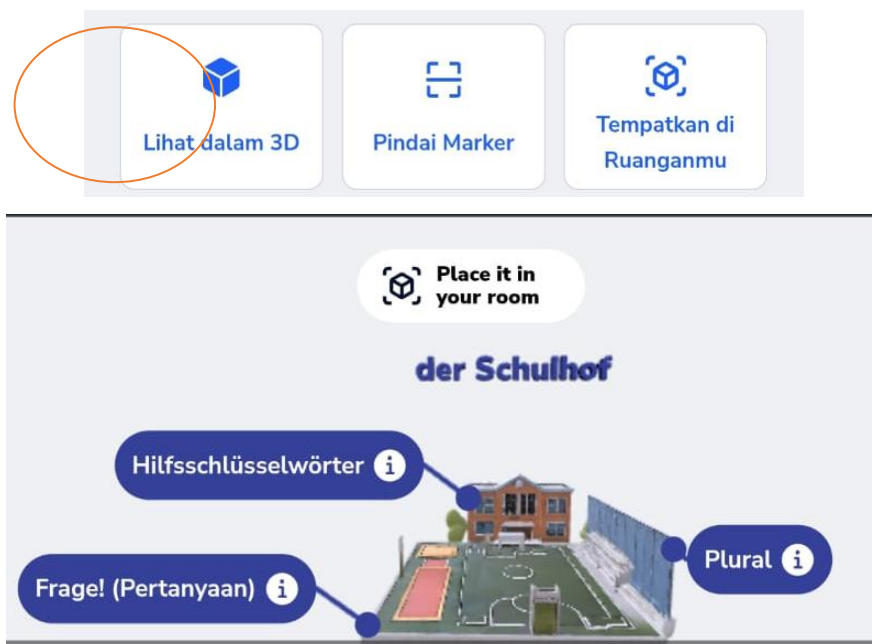 Lihat dalam 3D
Pindai Marker
Tempatkan di
Ruanganmu
Place it in
your room
der Schulhof
Hilfsschlüsselwörter i
Plural i
Frage! (Pertanyaan) i